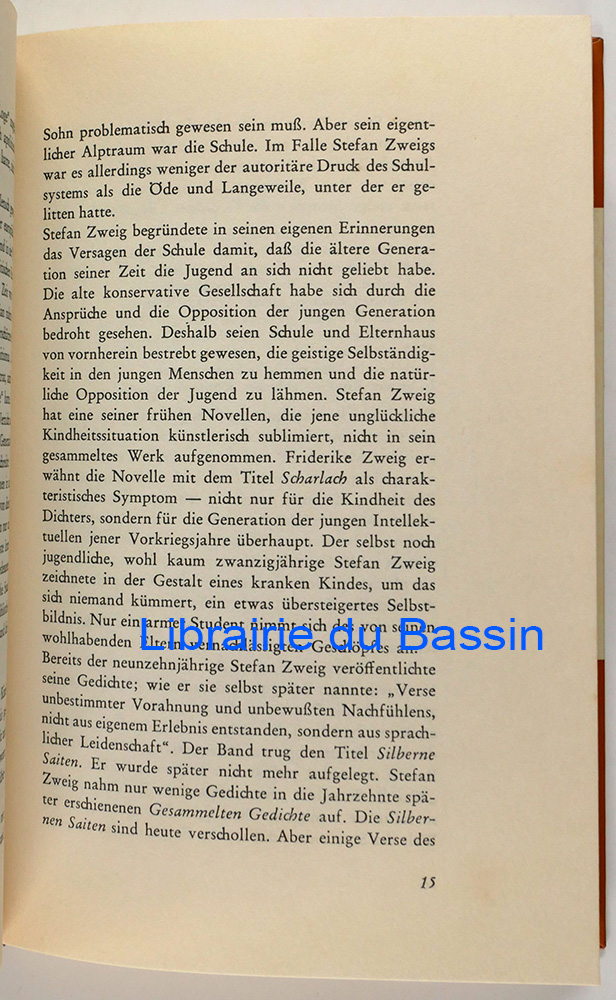 Sohn problematisch gewesen sein muß. Aber sein eigent-
licher Alptraum war die Schule. Im Falle Stefan Zweigs
war es allerdings weniger der autoritäre Druck des Schul-
systems als die Öde und Langeweile, unter der er ge-
litten hatte.
Stefan Zweig begründete in seinen eigenen Erinnerungen
das Versagen der Schule damit, daß die ältere Genera-
tion seiner Zeit die Jugend an sich nicht geliebt habe.
Die alte konservative Gesellschaft habe sich durch die
Ansprüche und die Opposition der jungen Generation
bedroht gesehen. Deshalb seien Schule und Elternhaus
von vornherein bestrebt gewesen, die geistige Selbständig-
keit in den jungen Menschen zu hemmen und die natür-
liche Opposition der Jugend zu lähmen. Stefan Zweig
hat eine seiner frühen Novellen, die jene unglückliche
Kindheitssituation künstlerisch sublimiert, nicht in sein
gesammeltes Werk aufgenommen. Friderike Zweig er-
wähnt die Novelle mit dem Titel Scharlach als charak-
teristisches Symptom — nicht nur für die Kindheit des
Dichters, sondern für die Generation der jungen Intellek-
tuellen jener Vorkriegsjahre überhaupt. Der selbst noch
jugendliche, wohl kaum zwanzigjährige Stefan Zweig
zeichnete in der Gestalt eines kranken Kindes, um das
sich niemand kümmert, ein etwas übersteigertes Selbst-
bildnis. Nur ein armer Student nimmt sich des von seinen
wohlhabenden Eltern vernachlässigten Geschöpfes an.
Librairie du Bassin
Bereits der neunzehnjährige Stefan Zweig veröffentlichte
seine Gedichte; wie er sie selbst später nannte: „Verse
unbestimmter Vorahnung und unbewußten Nachfühlens,
nicht aus eigenem Erlebnis entstanden, sondern aus sprach-
licher Leidenschaft“. Der Band trug den Titel Silberne
Saiten. Er wurde später nicht mehr aufgelegt. Stefan
Zweig nahm nur wenige Gedichte in die Jahrzehnte spä-
ter erschienenen Gesammelten Gedichte auf. Die Silber-
nen Saiten sind heute verschollen. Aber einige Verse des
15